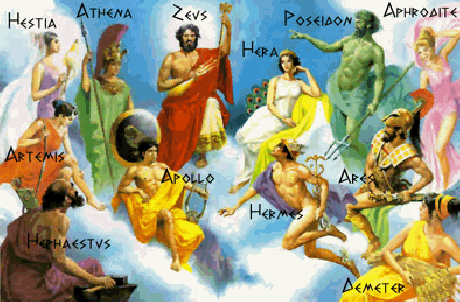 Hestia
Athena
Zeus
Hera
Poseidon
Aphrodite
Artemis
Apollo
Hermes
Ares
Hephaestus
Demeter